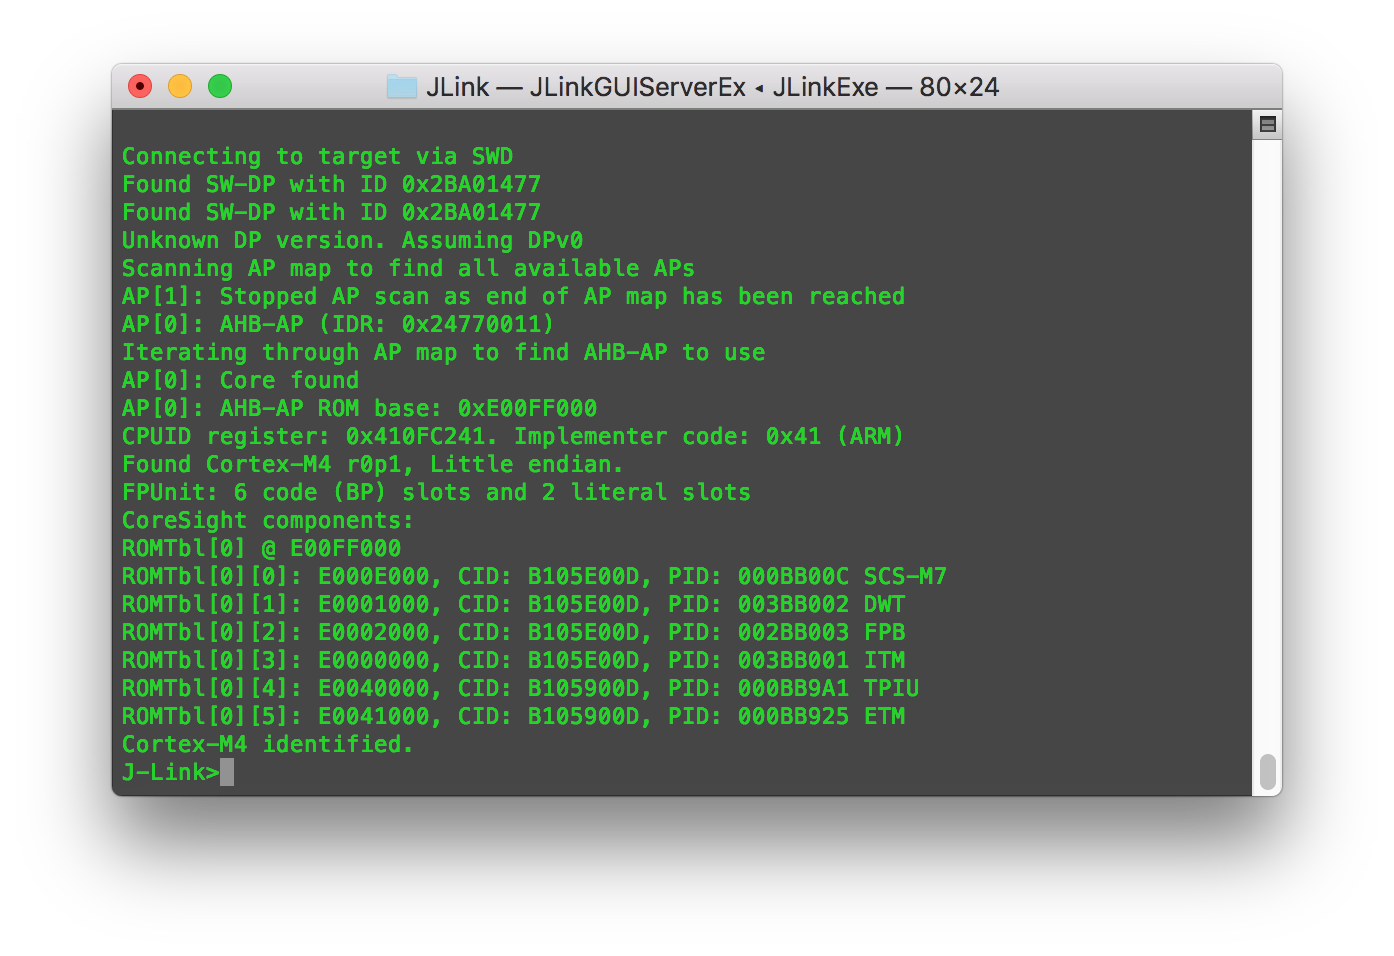 JLink — JLinkGUIServerEx ◂ JLinkExe — 80×24
Connecting to target via SWD
Found SW-DP with ID 0x2BA01477
Found SW-DP with ID 0x2BA01477
Unknown DP version. Assuming DPv0
Scanning AP map to find all available APs
AP[1]: Stopped AP scan as end of AP map has been reached
AP[0]: AHB-AP (IDR: 0x24770011)
Iterating through AP map to find AHB-AP to use
AP[0]: Core found
AP[0]: AHB-AP ROM base: 0xE00FF000
CPUID register: 0x410FC241. Implementer code: 0x41 (ARM)
Found Cortex-M4 r0p1, Little endian.
FPUnit: 6 code (BP) slots and 2 literal slots
CoreSight components:
ROMTbl[0] @ E00FF000
ROMTbl[0][0]: E000E000, CID: B105E00D, PID: 000BB00C SCS-M7
ROMTbl[0][1]: E0001000, CID: B105E00D, PID: 003BB002 DWT
ROMTbl[0][2]: E0002000, CID: B105E00D, PID: 002BB003 FPB
ROMTbl[0][3]: E0000000, CID: B105E00D, PID: 003BB001 ITM
ROMTbl[0][4]: E0040000, CID: B105900D, PID: 000BB9A1 TPIU
ROMTbl[0][5]: E0041000, CID: B105900D, PID: 000BB925 ETM
Cortex-M4 identified.
J-Link>